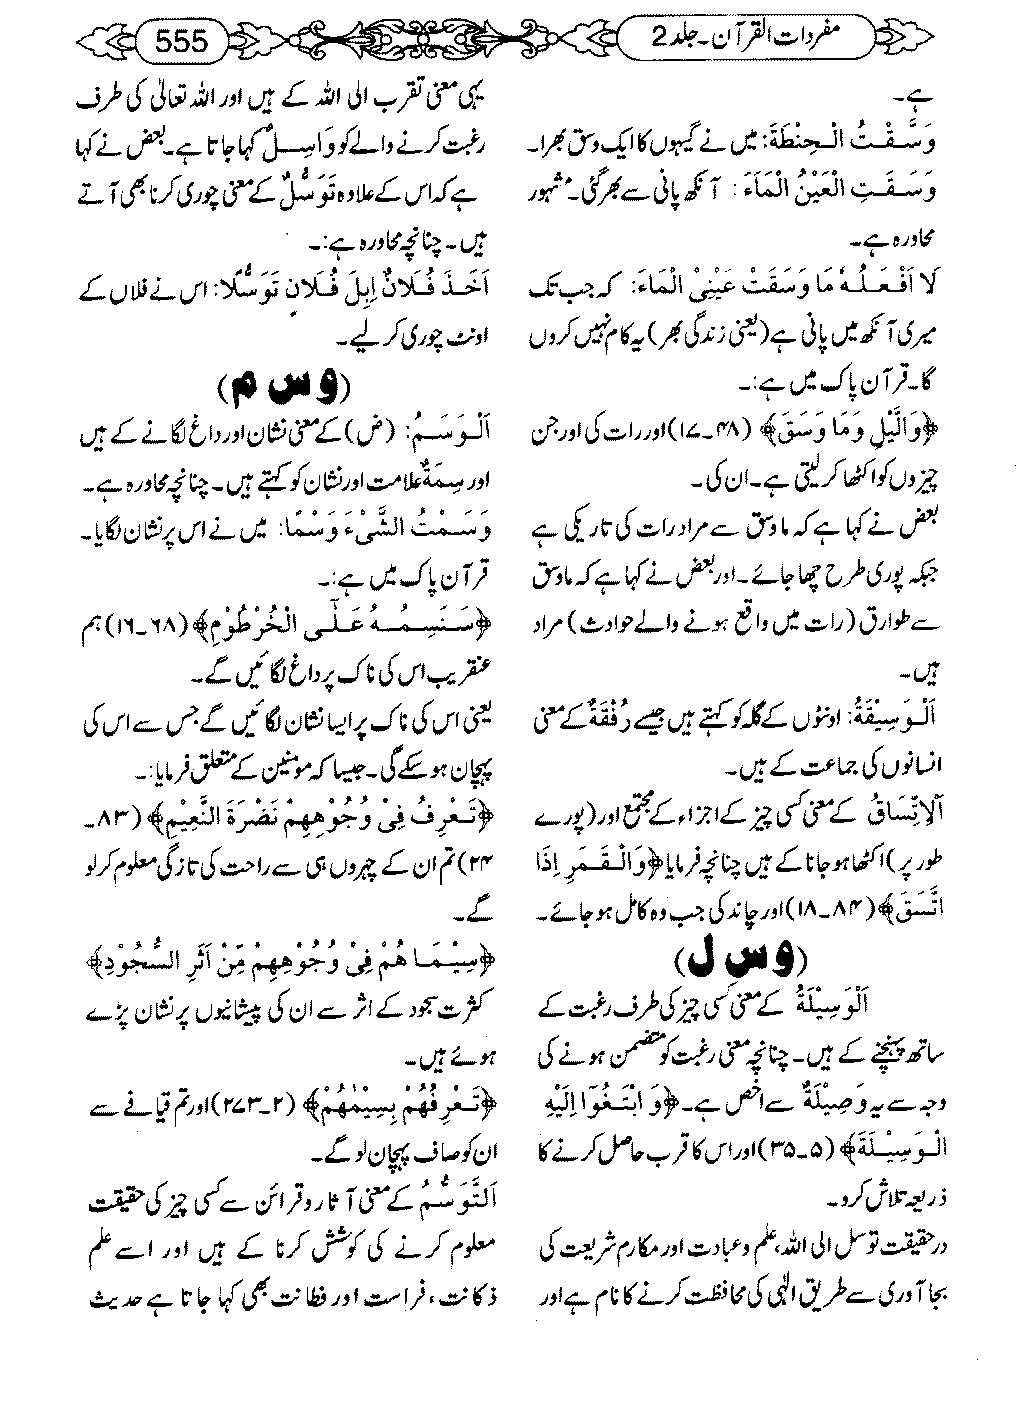 مفردات القرآن۔ جلد 2
555
ہے۔
وَسَّقْتُ الْحِنْطَةَ: میں نے گیہوں کا ایک وسق بھرا۔
وَسَقَتِ الْعَيْنُ الْمَاءَ: آنکھ پانی سے بھر گئی۔ مشہور
محاورہ ہے۔
لَا اَفْعَلُهٗ مَا وَسَقَتْ عَيْنِی الْمَاءَ: کہ جب تک
میری آنکھ میں پانی ہے (یعنی زندگی بھر) یہ کام نہیں کروں
گا۔ قرآن پاک میں ہے:۔
﴿وَالَّيْلِ وَمَا وَسَقَ﴾ (۸۴۔۱۷) اور رات کی اور جن
چیزوں کو اکٹھا کر لیتی ہے۔ ان کی۔
بعض نے کہا ہے کہ ماوسق سے مراد رات کی تاریکی ہے
جبکہ پوری طرح چھا جائے۔ اور بعض نے کہا ہے کہ ماوسق
سے طوارق (رات میں واقع ہونے والے حوادث) مراد
ہیں۔
اَلْوَسِيْقَةُ: اونٹوں کے گلہ کو کہتے ہیں جیسے رُفْقَةٌ کے معنی
انسانوں کی جماعت کے ہیں۔
اَلْاِتِّسَاقُ کے معنی کسی چیز کے اجزاء کے مجتمع اور (پورے
طور پر) اکٹھا ہو جانا کے ہیں چنانچہ فرمایا ﴿وَالْقَمَرِ اِذَا
اتَّسَقَ﴾ (۸۴۔۱۸) اور چاند کی جب وہ کامل ہو جائے۔
(و س ل)
اَلْوَسِيْلَةُ کے معنی کسی چیز کی طرف رغبت کے
ساتھ پہنچنے کے ہیں۔ چنانچہ معنی رغبت کو متضمن ہونے کی
وجہ سے یہ وَصِيْلَةٌ سے اخص ہے۔ ﴿وَابْتَغُوْٓا اِلَيْهِ
الْوَسِيْلَةَ﴾ (۵۔۳۵) اور اس کا قرب حاصل کرنے کا
ذریعہ تلاش کرو۔
درحقیقت توسل الی اللہ، علم وعبادت اور مکارم شریعت کی
بجا آوری سے طریق الٰہی کی محافظت کرنے کا نام ہے اور
یہی معنی تقرب الی اللہ کے ہیں اور اللہ تعالیٰ کی طرف
رغبت کرنے والے کو وَاسِلٌ کہا جاتا ہے۔ بعض نے کہا
ہے کہ اس کے علاوہ تَوَسُّلٌ کے معنی چوری کرنا بھی آتے
ہیں۔ چنانچہ محاورہ ہے:۔
اَخَذَ فُلَانٌ اِبِلَ فُلَانٍ تَوَسُّلًا: اس نے فلاں کے
اونٹ چوری کر لیے۔
(و س م)
اَلْوَسَمُ: (ض) کے معنی نشان اور داغ لگانے کے ہیں
اور سِمَةٌ علامت اور نشان کو کہتے ہیں۔ چنانچہ محاورہ ہے۔
وَسَمْتُ الشَّیْءَ وَسْمًا: میں نے اس پر نشان لگایا۔
قرآن پاک میں ہے:۔
﴿سَنَسِمُهٗ عَلَی الْخُرْطُوْمِ﴾ (۶۸۔۱۶) ہم
عنقریب اس کی ناک پر داغ لگائیں گے۔
یعنی اس کی ناک پر ایسا نشان لگائیں گے جس سے اس کی
پہچان ہو سکے گی۔ جیسا کہ مومنین کے متعلق فرمایا:۔
﴿تَعْرِفُ فِیْ وُجُوْهِهِمْ نَضْرَةَ النَّعِيْمِ﴾ (۸۳۔
۲۴) تم ان کے چہروں ہی سے راحت کی تازگی معلوم کر لو
گے۔
﴿سِيْمَا هُمْ فِیْ وُجُوْهِهِمْ مِّنْ اَثَرِ السُّجُوْدِ﴾
کثرت سجود کے اثر سے ان کی پیشانیوں پر نشان پڑے
ہوئے ہیں۔
﴿تَعْرِفُهُمْ بِسِيْمٰهُمْ﴾ (۲۔۲۷۳) اور تم قیافے سے
ان کو صاف پہچان لو گے۔
اَلتَّوَسُّمُ کے معنی آثار وقرائن سے کسی چیز کی حقیقت
معلوم کرنے کی کوشش کرنا کے ہیں اور اسے علم
ذکانت، فراست اور فطانت بھی کہا جاتا ہے حدیث